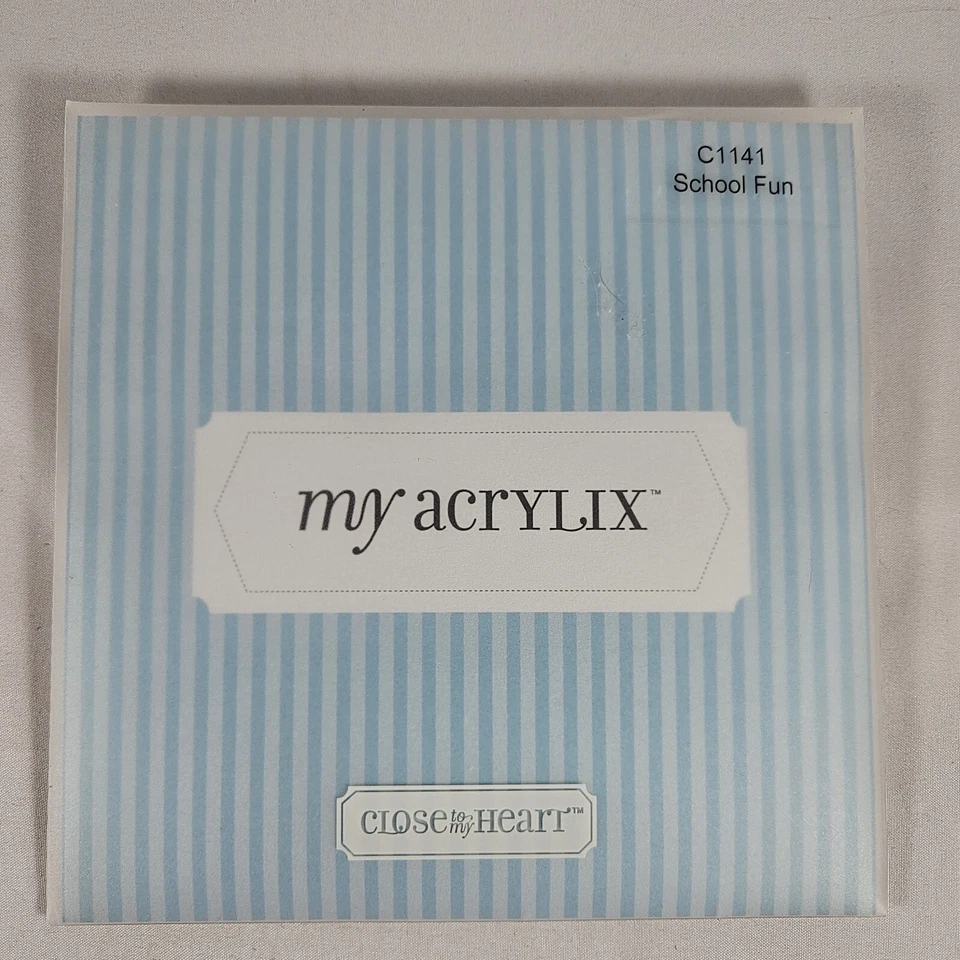 C1141
School Fun
my acrylix™
close to my Heart™